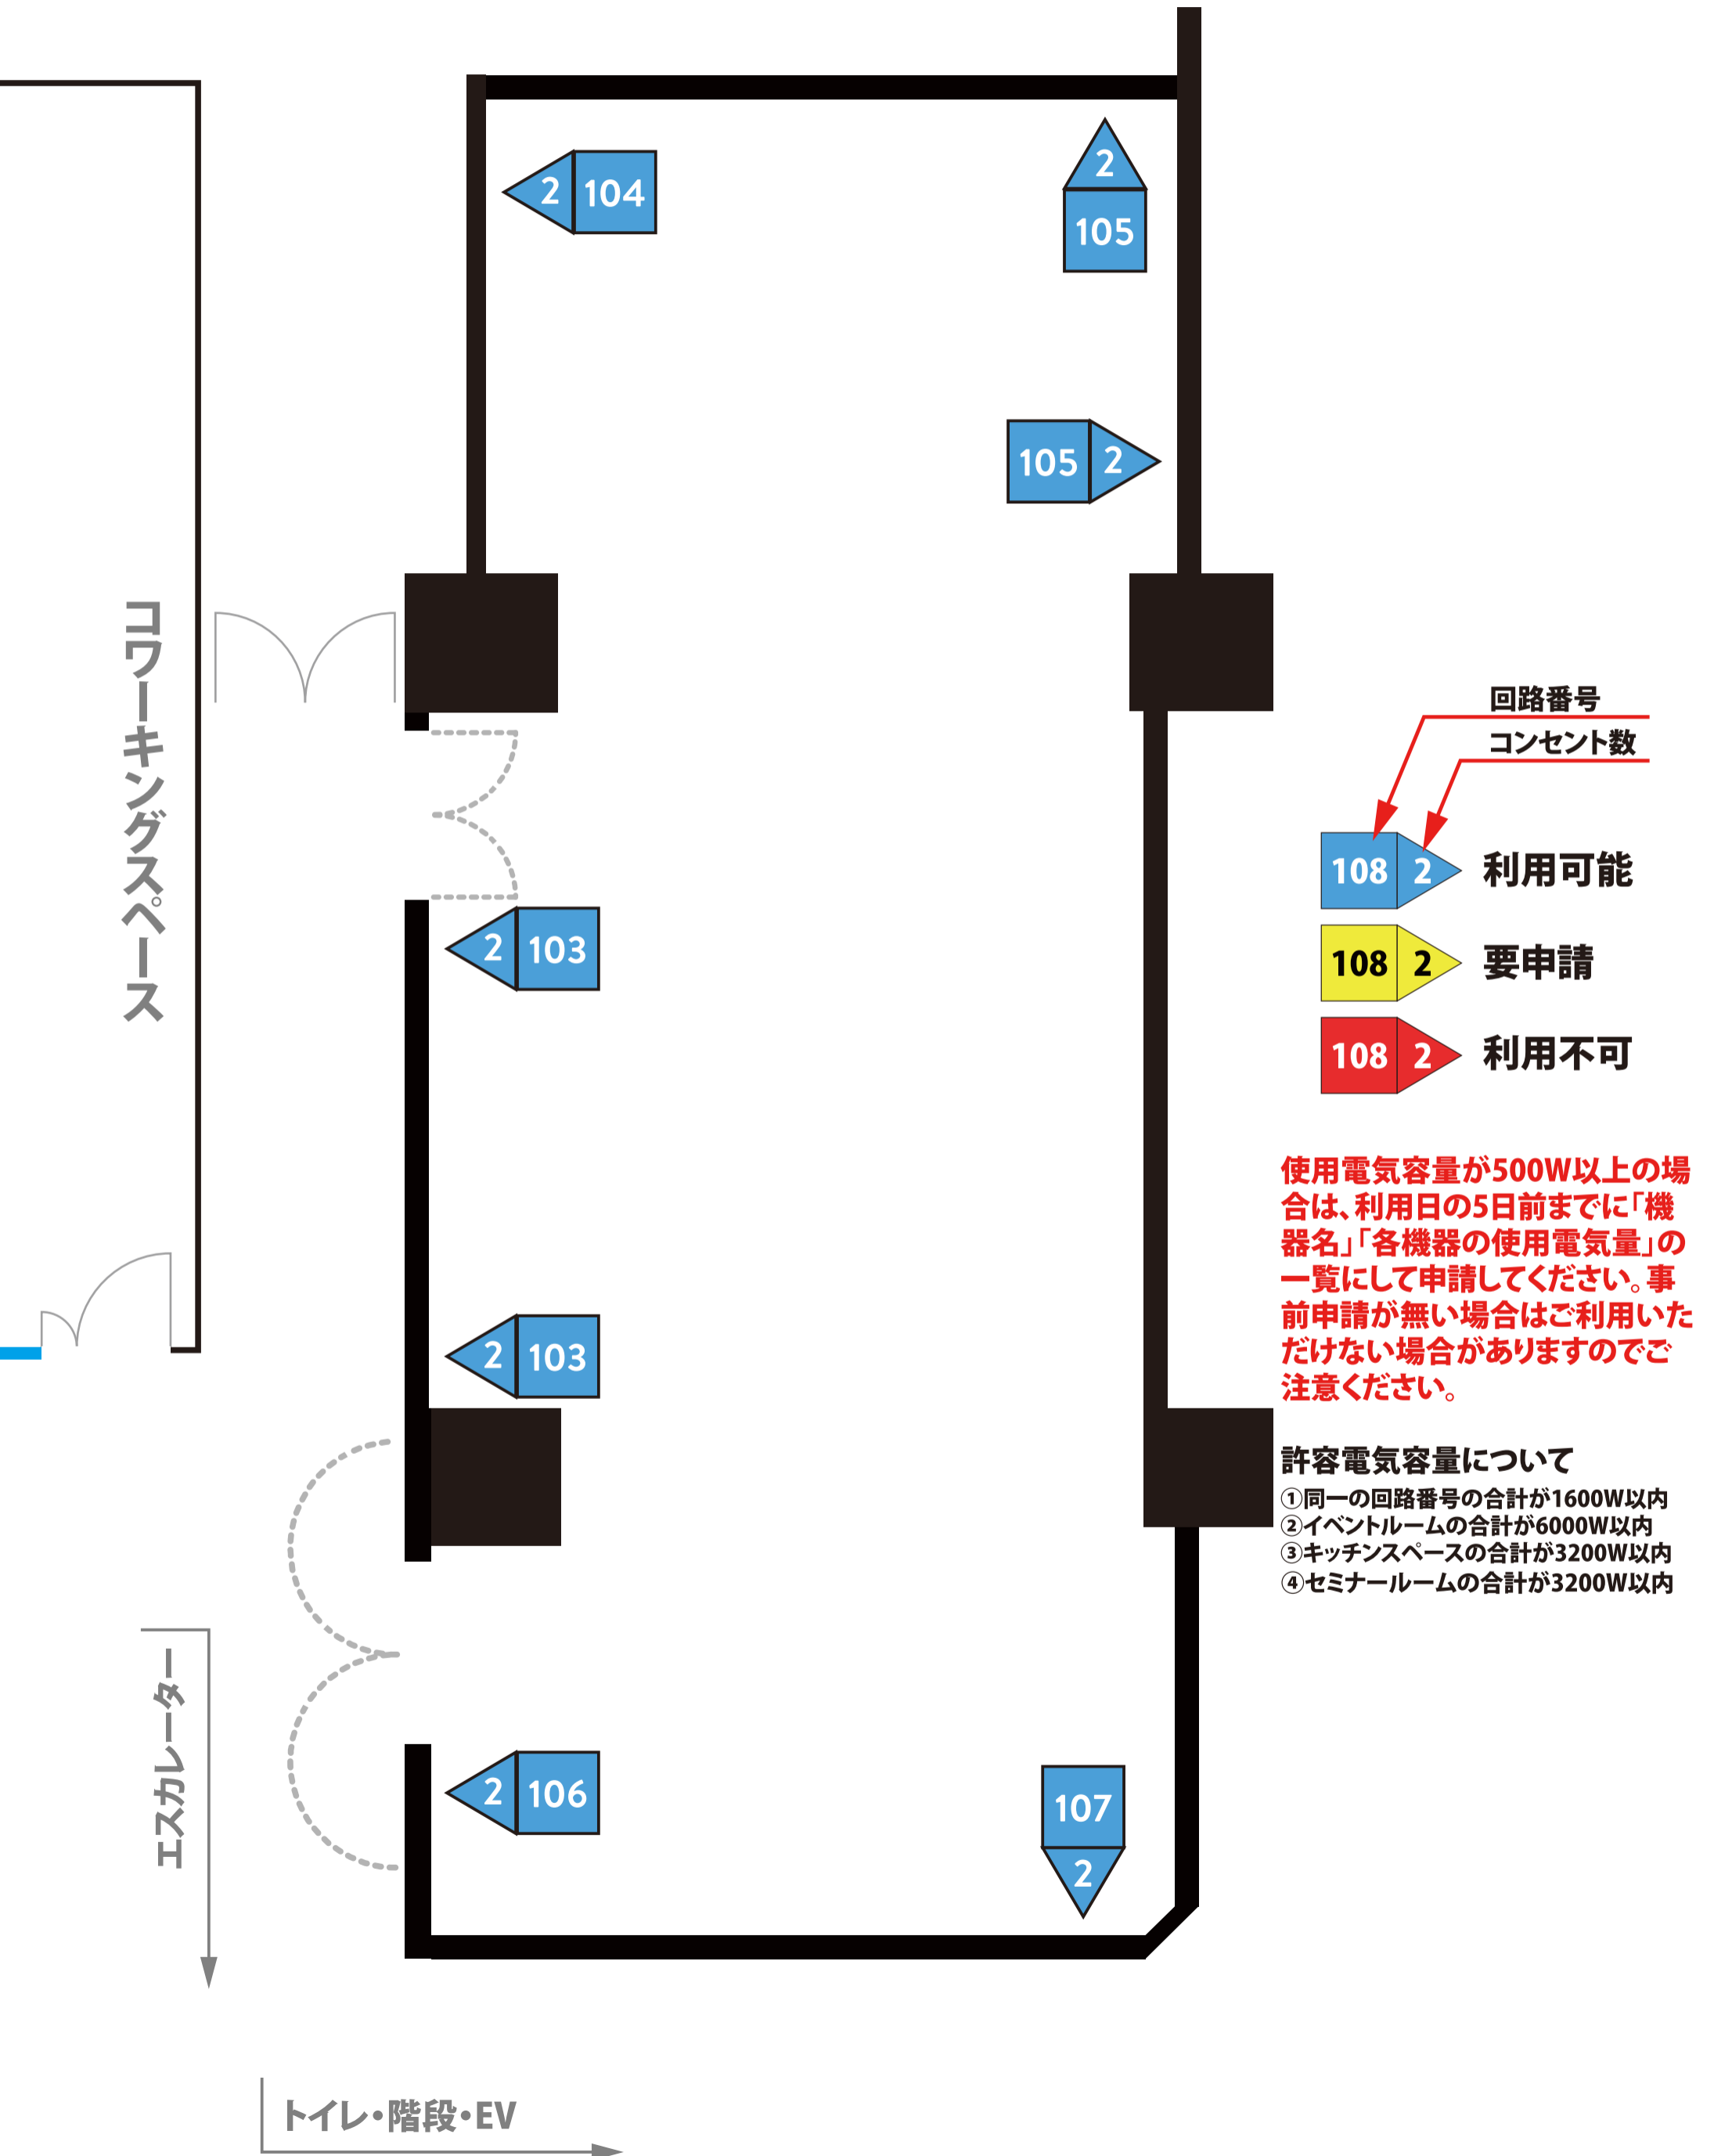 2 104
2
105
105 2
コワーキングスペース
回路番号
コンセント数
108 2 利用可能
2 103
108 2 要申請
108 2 利用不可
使用電気容量が500W以上の場
合は、利用日の5日前までに「機
器名」「各機器の使用電気量」の
一覧にして申請してください。事
前申請が無い場合はご利用いた
だけない場合がありますのでご
注意ください。
2 103
許容電気容量について
①同一の回路番号の合計が1600W以内
②イベントルームの合計が6000W以内
③キッチンスペースの合計が3200W以内
④セミナールームの合計が3200W以内
エスカレーター
2 106
107
2
トイレ・階段・EV